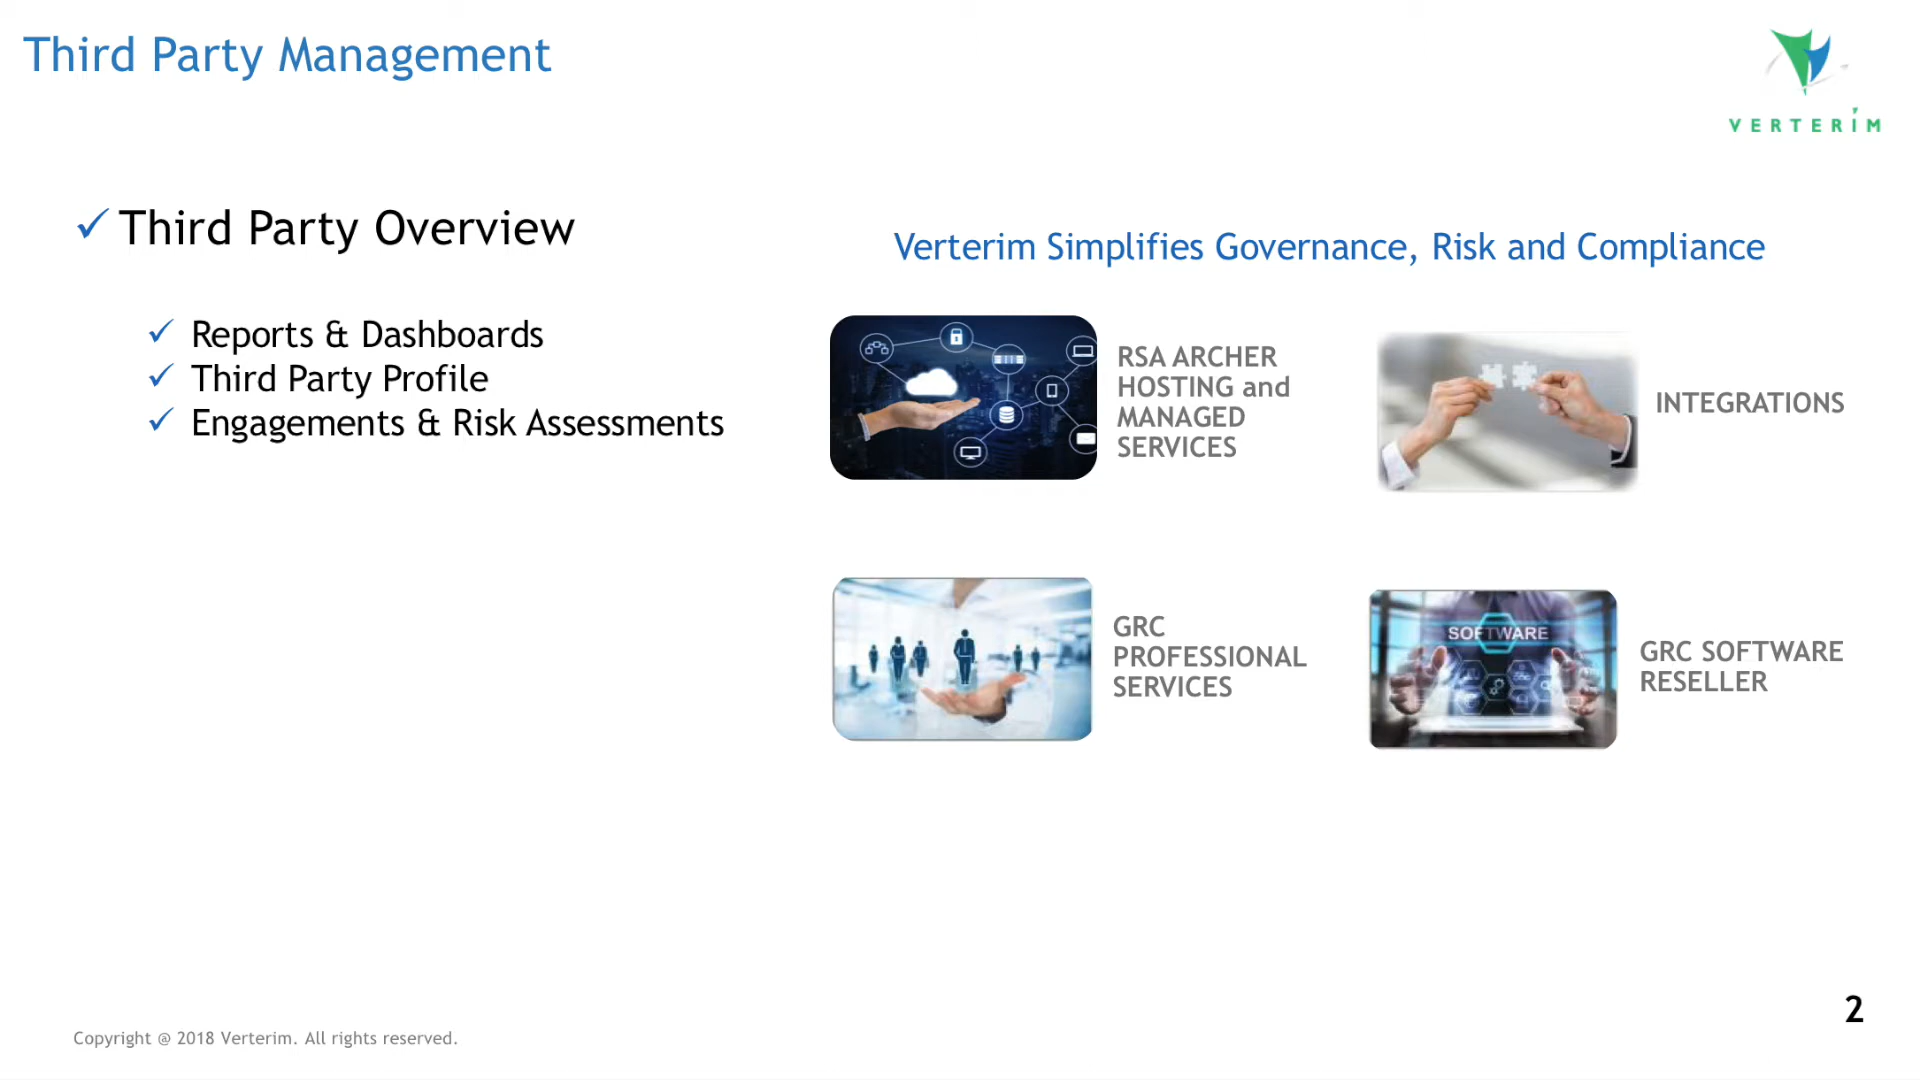 Third Party Management
VERTERIM
Third Party Overview
Reports & Dashboards
Third Party Profile
Engagements & Risk Assessments
Verterim Simplifies Governance, Risk and Compliance
RSA ARCHER
HOSTING and
MANAGED
SERVICES
INTEGRATIONS
GRC
PROFESSIONAL
SERVICES
SOFTWARE
GRC SOFTWARE
RESELLER
2
Copyright @ 2018 Verterim. All rights reserved.